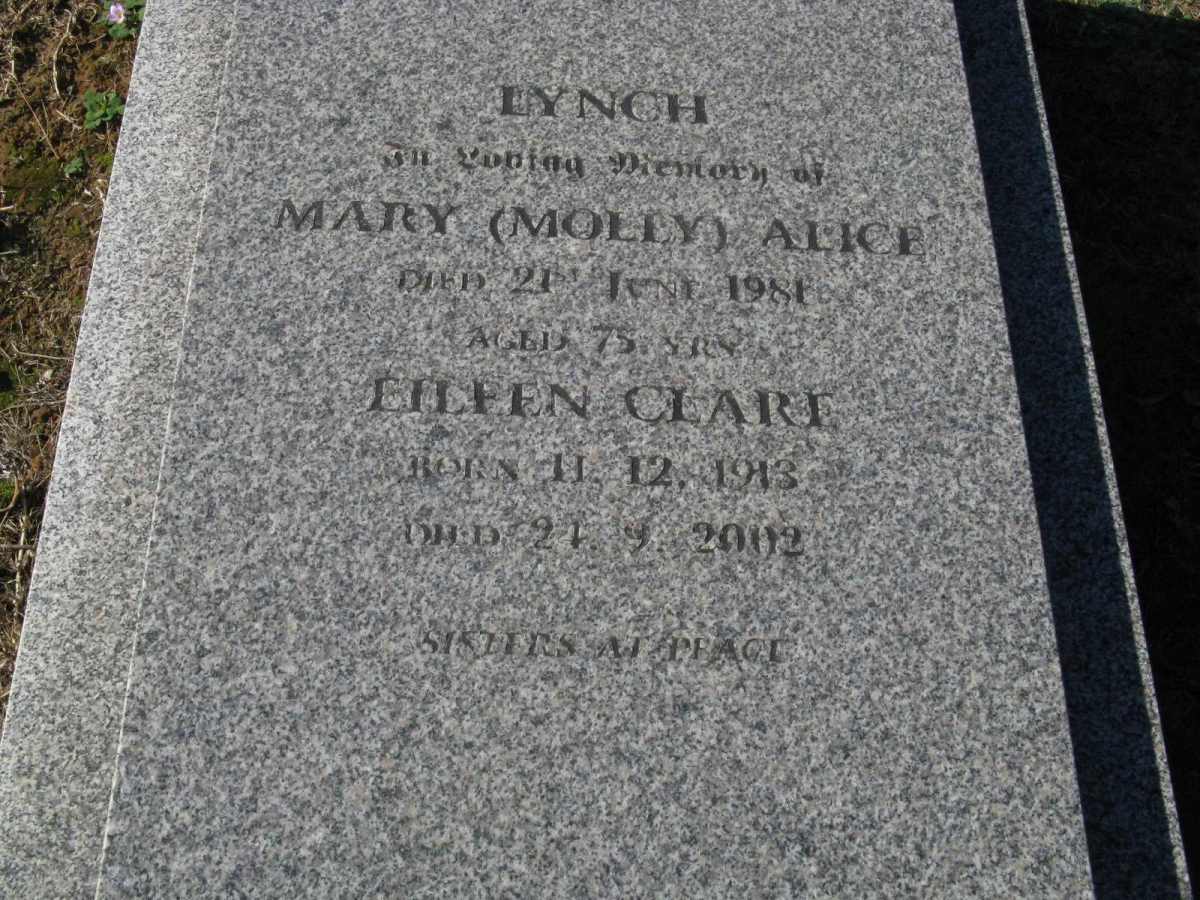 LYNCH
In Loving Memory of
MARY (MOLLY) ALICE
DIED 21ST JUNE 1981
AGED 75 YRS
EILEEN CLARE
BORN 11. 12. 1913
DIED 24. 9. 2002
SISTERS AT PEACE